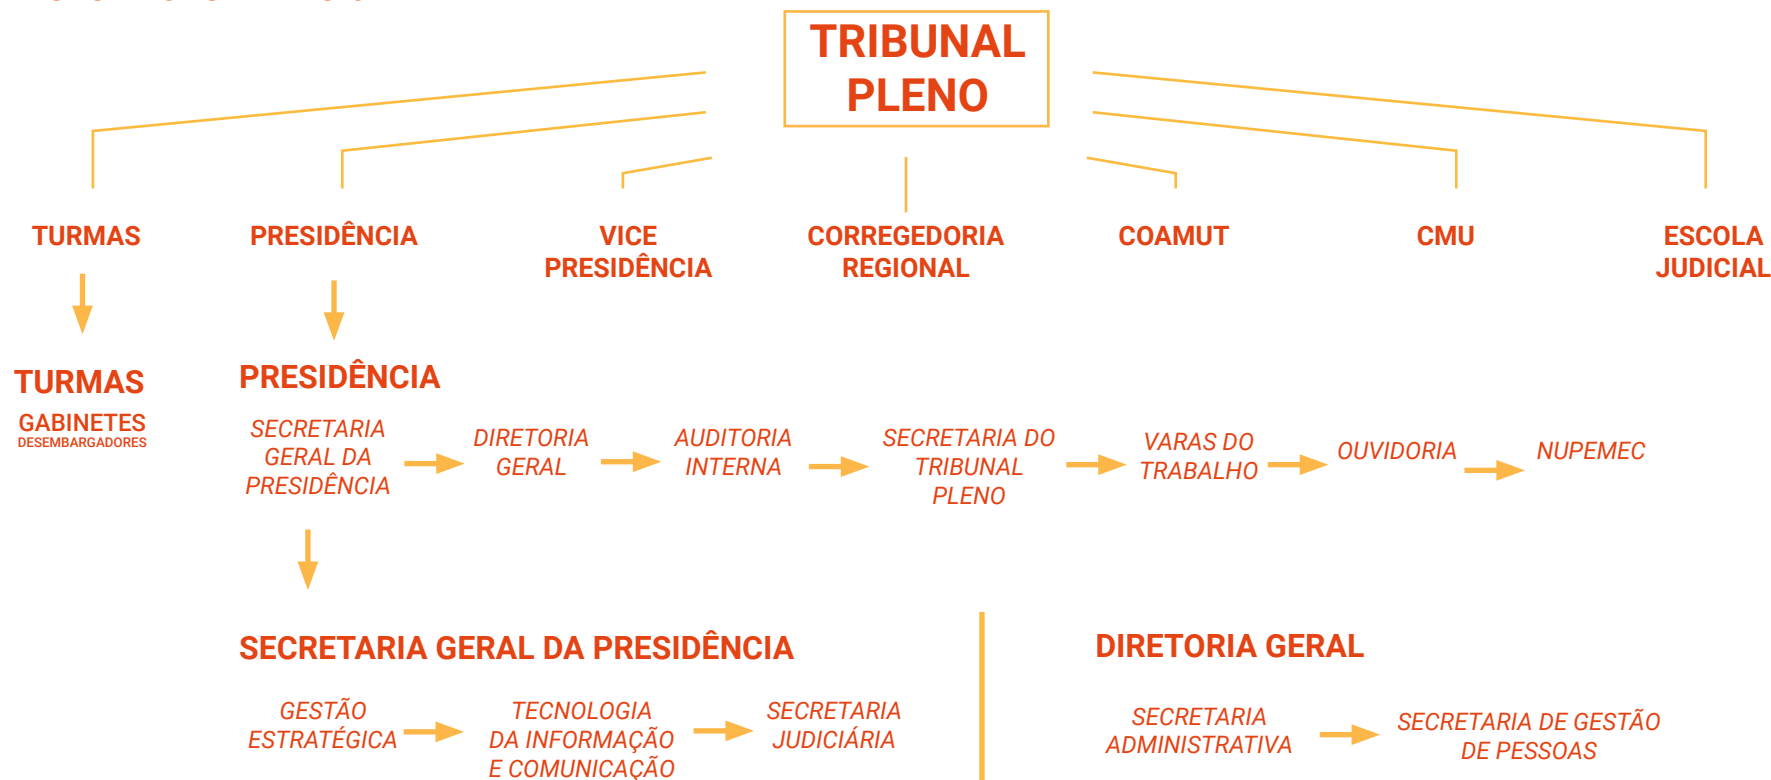 TRIBUNAL
PLENO
TURMAS
PRESIDÊNCIA
VICE
PRESIDÊNCIA
CORREGEDORIA
REGIONAL
COAMUT
CMU
ESCOLA
JUDICIAL
TURMAS
GABINETES
DESEMBARGADORES
PRESIDÊNCIA
SECRETARIA
GERAL DA
PRESIDÊNCIA
DIRETORIA
GERAL
AUDITORIA
INTERNA
SECRETARIA DO
TRIBUNAL
PLENO
VARAS DO
TRABALHO
OUVIDORIA
NUPEMEC
SECRETARIA GERAL DA PRESIDÊNCIA
GESTÃO
ESTRATÉGICA
TECNOLOGIA
DA INFORMAÇÃO
E COMUNICAÇÃO
SECRETARIA
JUDICIÁRIA
DIRETORIA GERAL
SECRETARIA
ADMINISTRATIVA
SECRETARIA DE GESTÃO
DE PESSOAS